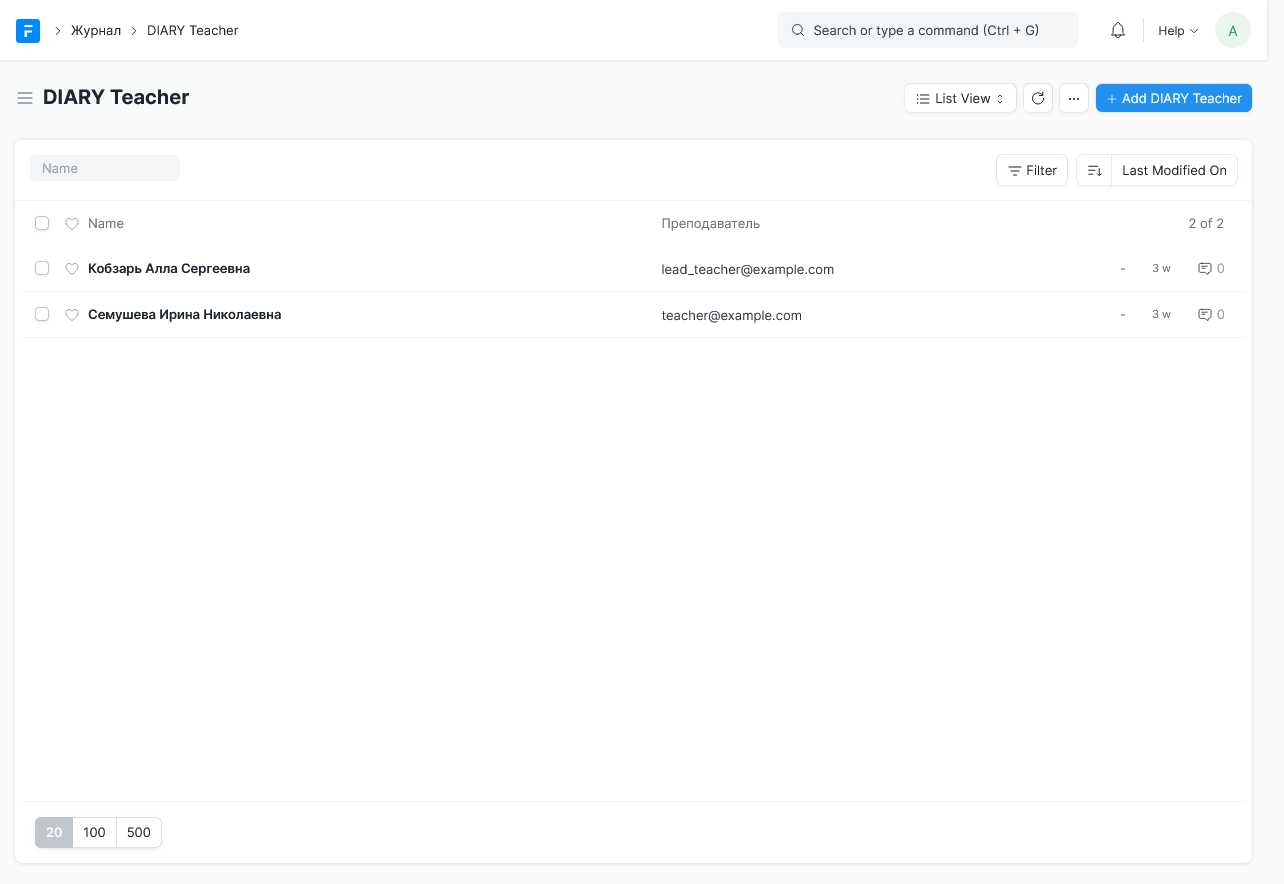 Журнал DIARY Teacher Search or type a command (Ctrl + G) Help A
DIARY Teacher List View ... + Add DIARY Teacher
Name Filter Last Modified On
Name Преподаватель 2 of 2
Кобзарь Алла Сергеевна lead_teacher@example.com - 3 w 0
Семушева Ирина Николаевна teacher@example.com - 3 w 0
20 100 500